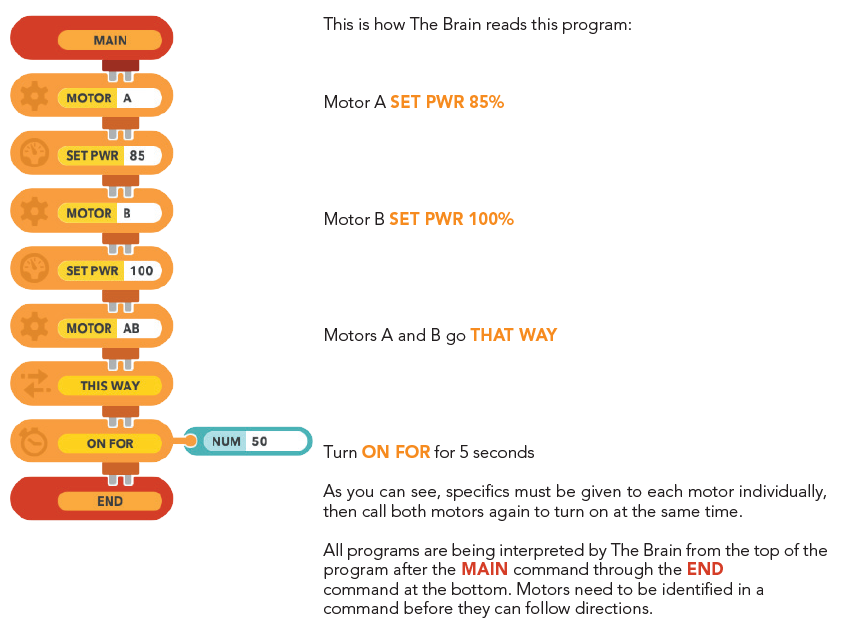 This is how The Brain reads this program:
MAIN
MOTOR A
Motor A SET PWR 85%
SET PWR 85
MOTOR B
Motor B SET PWR 100%
SET PWR 100
MOTOR AB
Motors A and B go THAT WAY
THIS WAY
ON FOR NUM 50
Turn ON FOR for 5 seconds
END
As you can see, specifics must be given to each motor individually,
then call both motors again to turn on at the same time.
All programs are being interpreted by The Brain from the top of the
program after the MAIN command through the END
command at the bottom. Motors need to be identified in a
command before they can follow directions.